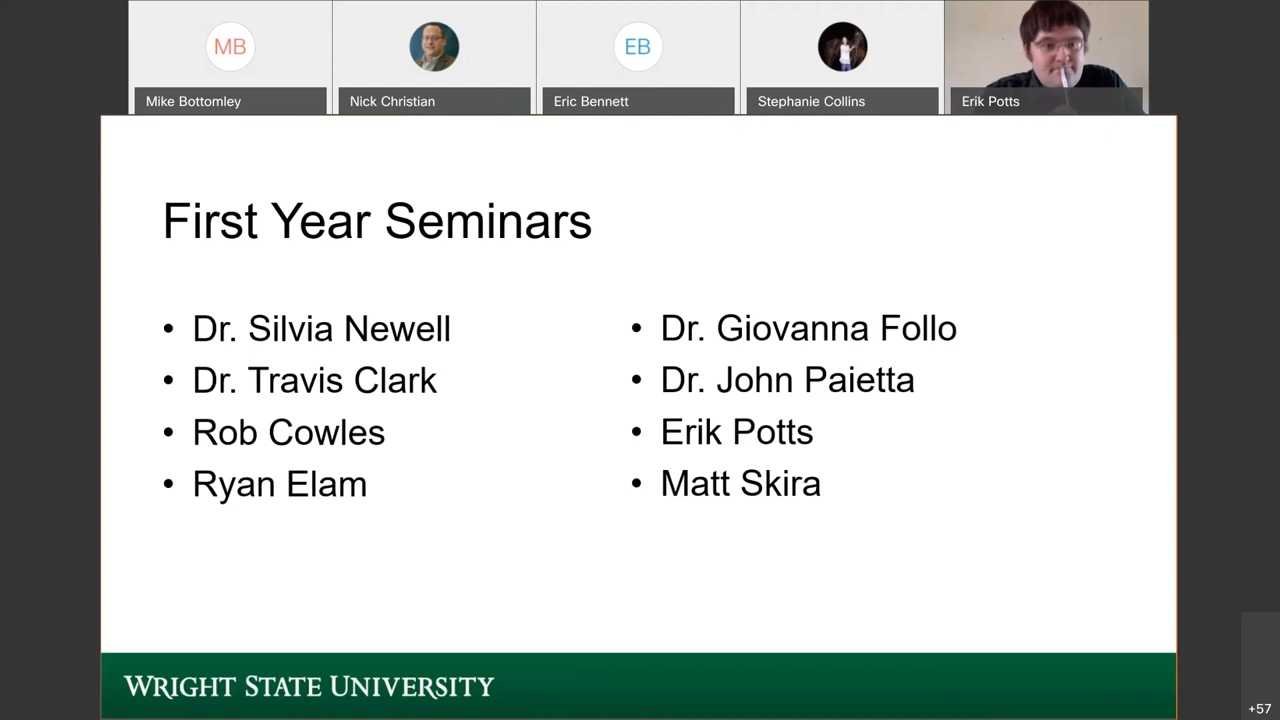 MB
EB
Mike Bottomley
Nick Christian
Eric Bennett
Stephanie Collins
Erik Potts
First Year Seminars
• Dr. Silvia Newell
• Dr. Travis Clark
• Rob Cowles
• Ryan Elam
• Dr. Giovanna Follo
• Dr. John Paietta
• Erik Potts
• Matt Skira
WRIGHT STATE UNIVERSITY
+57